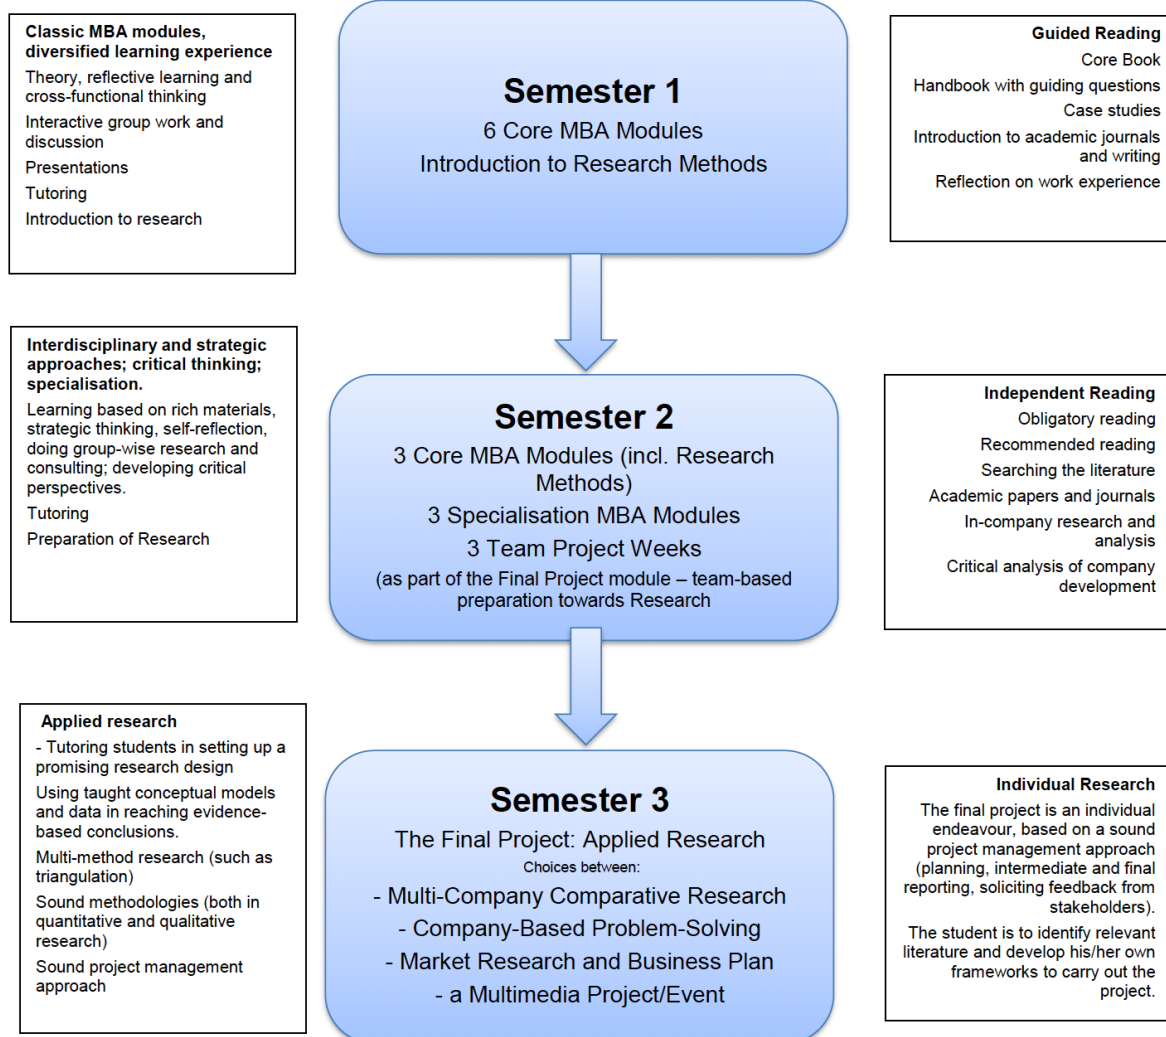 Classic MBA modules,
diversified learning experience
Theory, reflective learning and
cross-functional thinking
Interactive group work and
discussion
Presentations
Tutoring
Introduction to research
Semester 1
6 Core MBA Modules
Introduction to Research Methods
Guided Reading
Core Book
Handbook with guiding questions
Case studies
Introduction to academic journals
and writing
Reflection on work experience
Interdisciplinary and strategic
approaches; critical thinking;
specialisation.
Learning based on rich materials,
strategic thinking, self-reflection,
doing group-wise research and
consulting; developing critical
perspectives.
Tutoring
Preparation of Research
Semester 2
3 Core MBA Modules (incl. Research
Methods)
3 Specialisation MBA Modules
3 Team Project Weeks
(as part of the Final Project module – team-based
preparation towards Research
Independent Reading
Obligatory reading
Recommended reading
Searching the literature
Academic papers and journals
In-company research and
analysis
Critical analysis of company
development
Applied research
- Tutoring students in setting up a
promising research design
Using taught conceptual models
and data in reaching evidence-
based conclusions.
Multi-method research (such as
triangulation)
Sound methodologies (both in
quantitative and qualitative
research)
Sound project management
approach
Semester 3
The Final Project: Applied Research
Choices between:
- Multi-Company Comparative Research
- Company-Based Problem-Solving
- Market Research and Business Plan
- a Multimedia Project/Event
Individual Research
The final project is an individual
endeavour, based on a sound
project management approach
(planning, intermediate and final
reporting, soliciting feedback from
stakeholders).
The student is to identify relevant
literature and develop his/her own
frameworks to carry out the
project.